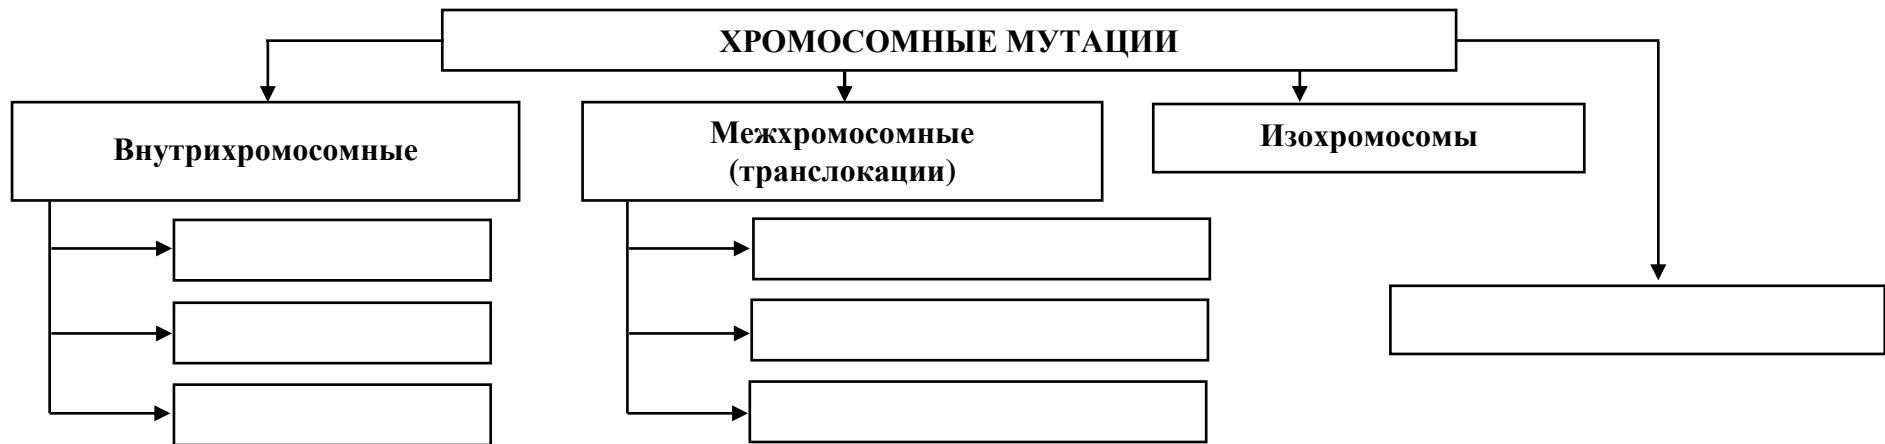 ХРОМОСОМНЫЕ МУТАЦИИ
Внутрихромосомные
Межхромосомные
(транслокации)
Изохромосомы